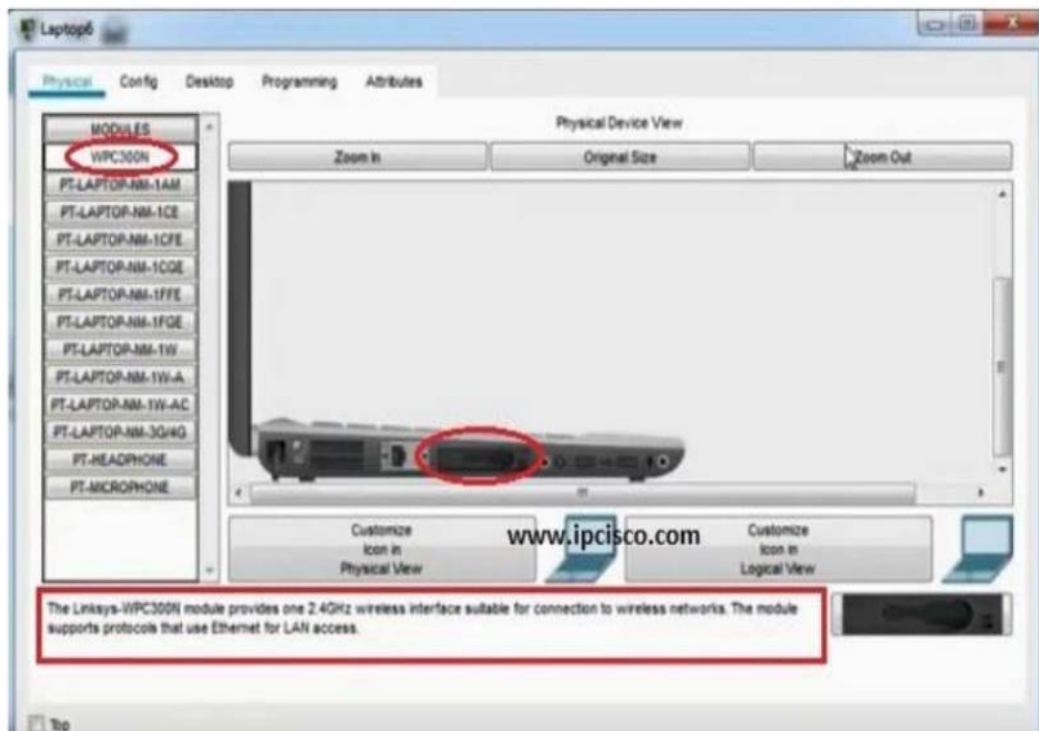 Laptop6
Physical Config Desktop Programming Attributes
MODULES
WPC300N
PT-LAPTOP-NM-1AM
PT-LAPTOP-NM-1CE
PT-LAPTOP-NM-1CFE
PT-LAPTOP-NM-1CGE
PT-LAPTOP-NM-1FFE
PT-LAPTOP-NM-1FGE
PT-LAPTOP-NM-1W
PT-LAPTOP-NM-1W-A
PT-LAPTOP-NM-1W-AC
PT-LAPTOP-NM-3G/4G
PT-HEADPHONE
PT-MICROPHONE
Physical Device View
Zoom In Original Size Zoom Out
Customize
Icon in
Physical View
www.ipcisco.com
Customize
Icon in
Logical View
The Linksys-WPC300N module provides one 2.4GHz wireless interface suitable for connection to wireless networks. The module
supports protocols that use Ethernet for LAN access.
Top